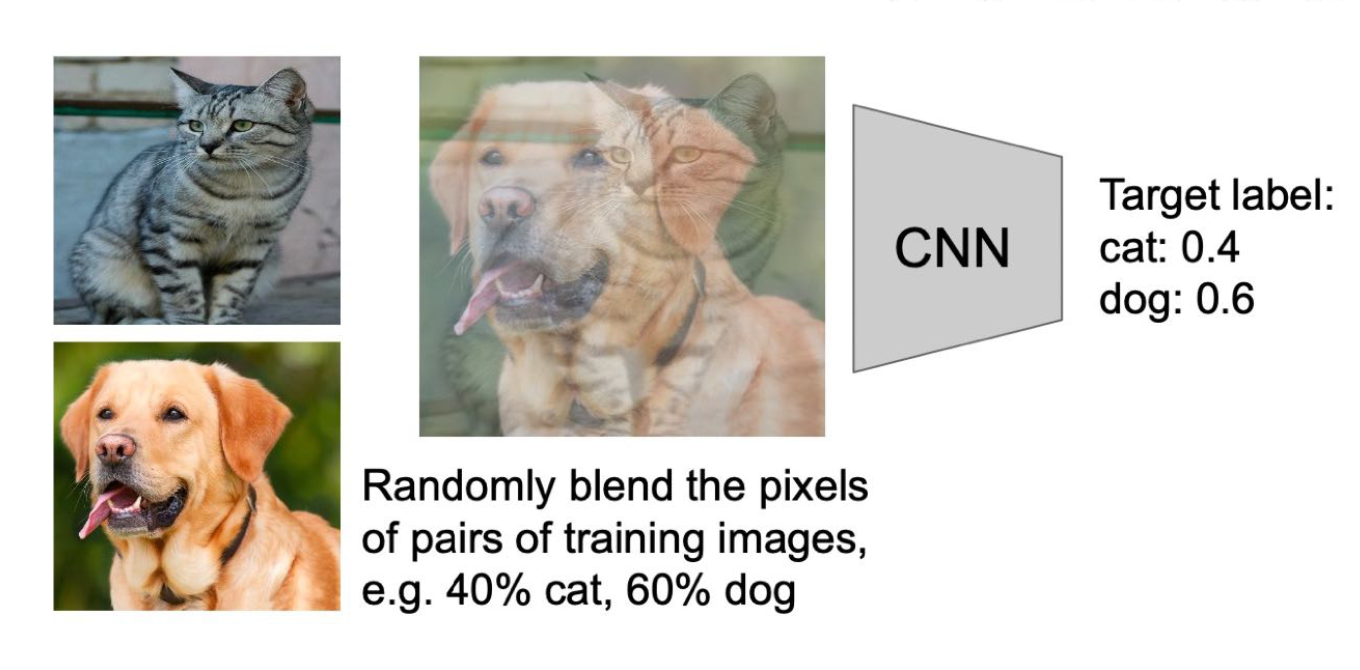 CNN
Target label:
cat: 0.4
dog: 0.6
Randomly blend the pixels
of pairs of training images,
e.g. 40% cat, 60% dog